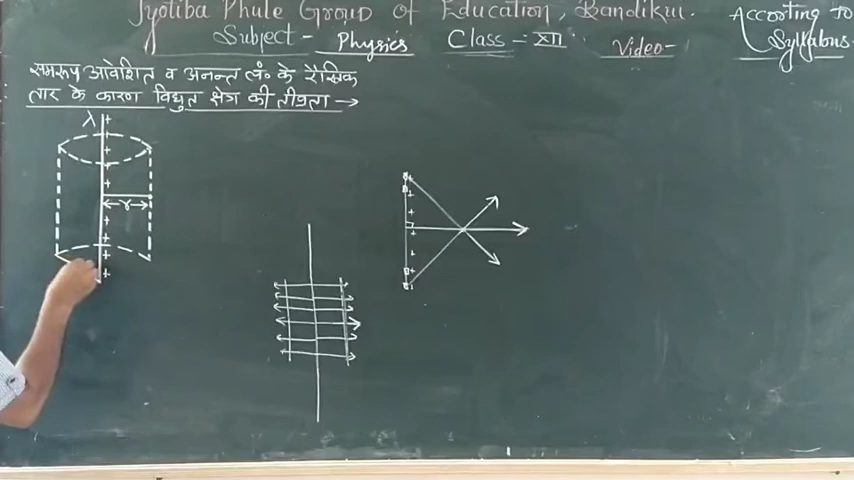 Jyotiba Phule Group of Education, Bandikui.
According To Syllabus
Subject - Physics Class - XII Video -
समरूप आवेशित व अनन्त लं० के रैखिक
तार के कारण विद्युत क्षेत्र की तीव्रता →
λ
r